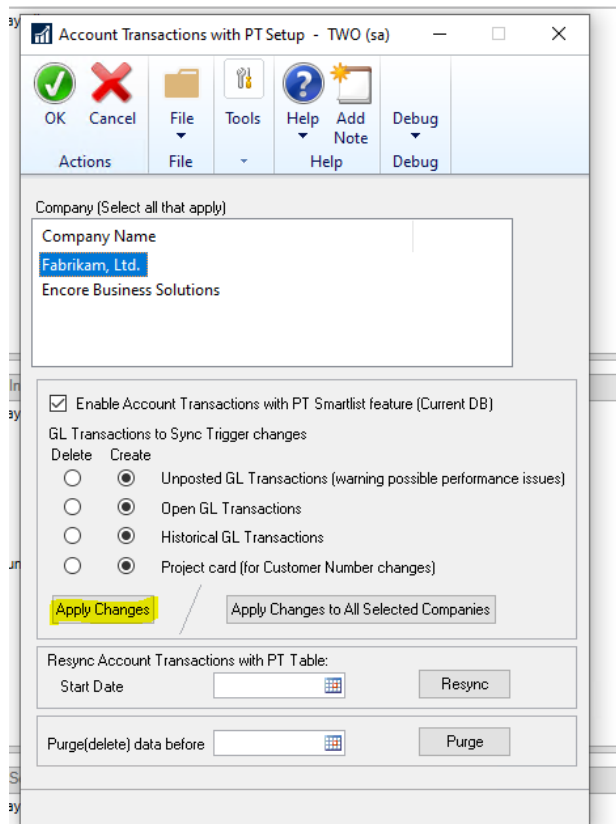 Account Transactions with PT Setup - TWO (sa)
OK Cancel File Tools Help Add Note Debug
Actions File Help Debug
Company (Select all that apply)
Company Name
Fabrikam, Ltd.
Encore Business Solutions
Enable Account Transactions with PT Smartlist feature (Current DB)
GL Transactions to Sync Trigger changes
Delete Create
Unposted GL Transactions (warning possible performance issues)
Open GL Transactions
Historical GL Transactions
Project card (for Customer Number changes)
Apply Changes Apply Changes to All Selected Companies
Resync Account Transactions with PT Table:
Start Date Resync
Purge(delete) data before Purge